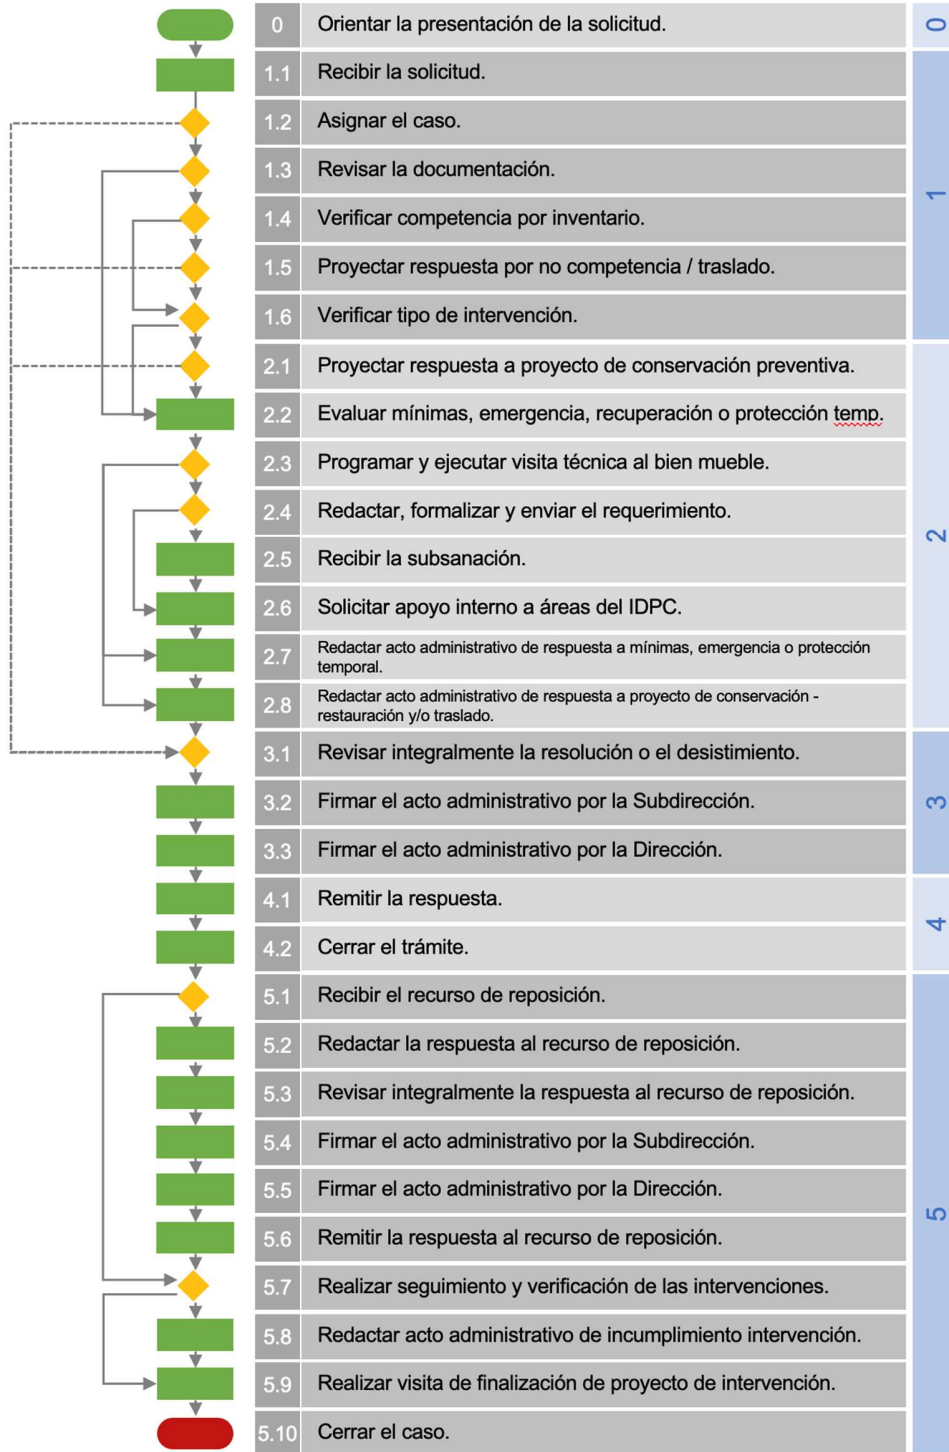 0 Orientar la presentación de la solicitud. 0
1.1 Recibir la solicitud.
1.2 Asignar el caso.
1.3 Revisar la documentación. 1
1.4 Verificar competencia por inventario.
1.5 Proyectar respuesta por no competencia / traslado.
1.6 Verificar tipo de intervención.
2.1 Proyectar respuesta a proyecto de conservación preventiva.
2.2 Evaluar mínimas, emergencia, recuperación o protección temp.
2.3 Programar y ejecutar visita técnica al bien mueble.
2.4 Redactar, formalizar y enviar el requerimiento. 2
2.5 Recibir la subsanación.
2.6 Solicitar apoyo interno a áreas del IDPC.
2.7 Redactar acto administrativo de respuesta a mínimas, emergencia o protección
temporal.
2.8 Redactar acto administrativo de respuesta a proyecto de conservación -
restauración y/o traslado.
3.1 Revisar integralmente la resolución o el desistimiento.
3.2 Firmar el acto administrativo por la Subdirección. 3
3.3 Firmar el acto administrativo por la Dirección.
4.1 Remitir la respuesta. 4
4.2 Cerrar el trámite.
5.1 Recibir el recurso de reposición.
5.2 Redactar la respuesta al recurso de reposición.
5.3 Revisar integralmente la respuesta al recurso de reposición.
5.4 Firmar el acto administrativo por la Subdirección.
5.5 Firmar el acto administrativo por la Dirección. 5
5.6 Remitir la respuesta al recurso de reposición.
5.7 Realizar seguimiento y verificación de las intervenciones.
5.8 Redactar acto administrativo de incumplimiento intervención.
5.9 Realizar visita de finalización de proyecto de intervención.
5.10 Cerrar el caso.